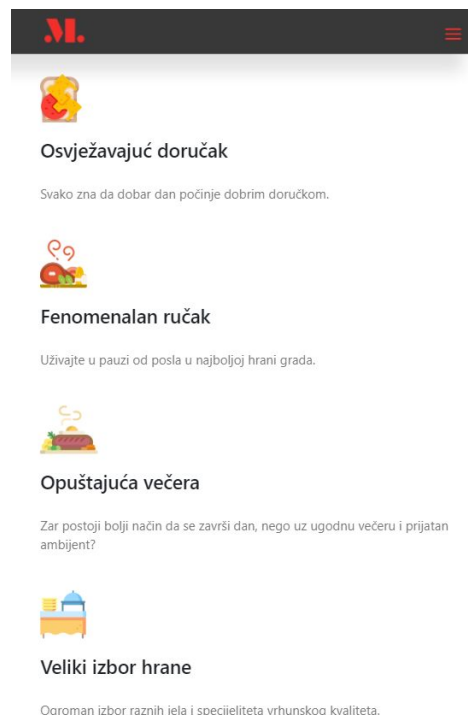 M.
Osvježavajuć doručak
Svako zna da dobar dan počinje dobrim doručkom.
Fenomenalan ručak
Uživajte u pauzi od posla u najboljoj hrani grada.
Opuštajuća večera
Zar postoji bolji način da se završi dan, nego uz ugodnu večeru i prijatan
ambijent?
Veliki izbor hrane
Ogroman izbor raznih jela i specijeliteta vrhunskog kvaliteta.